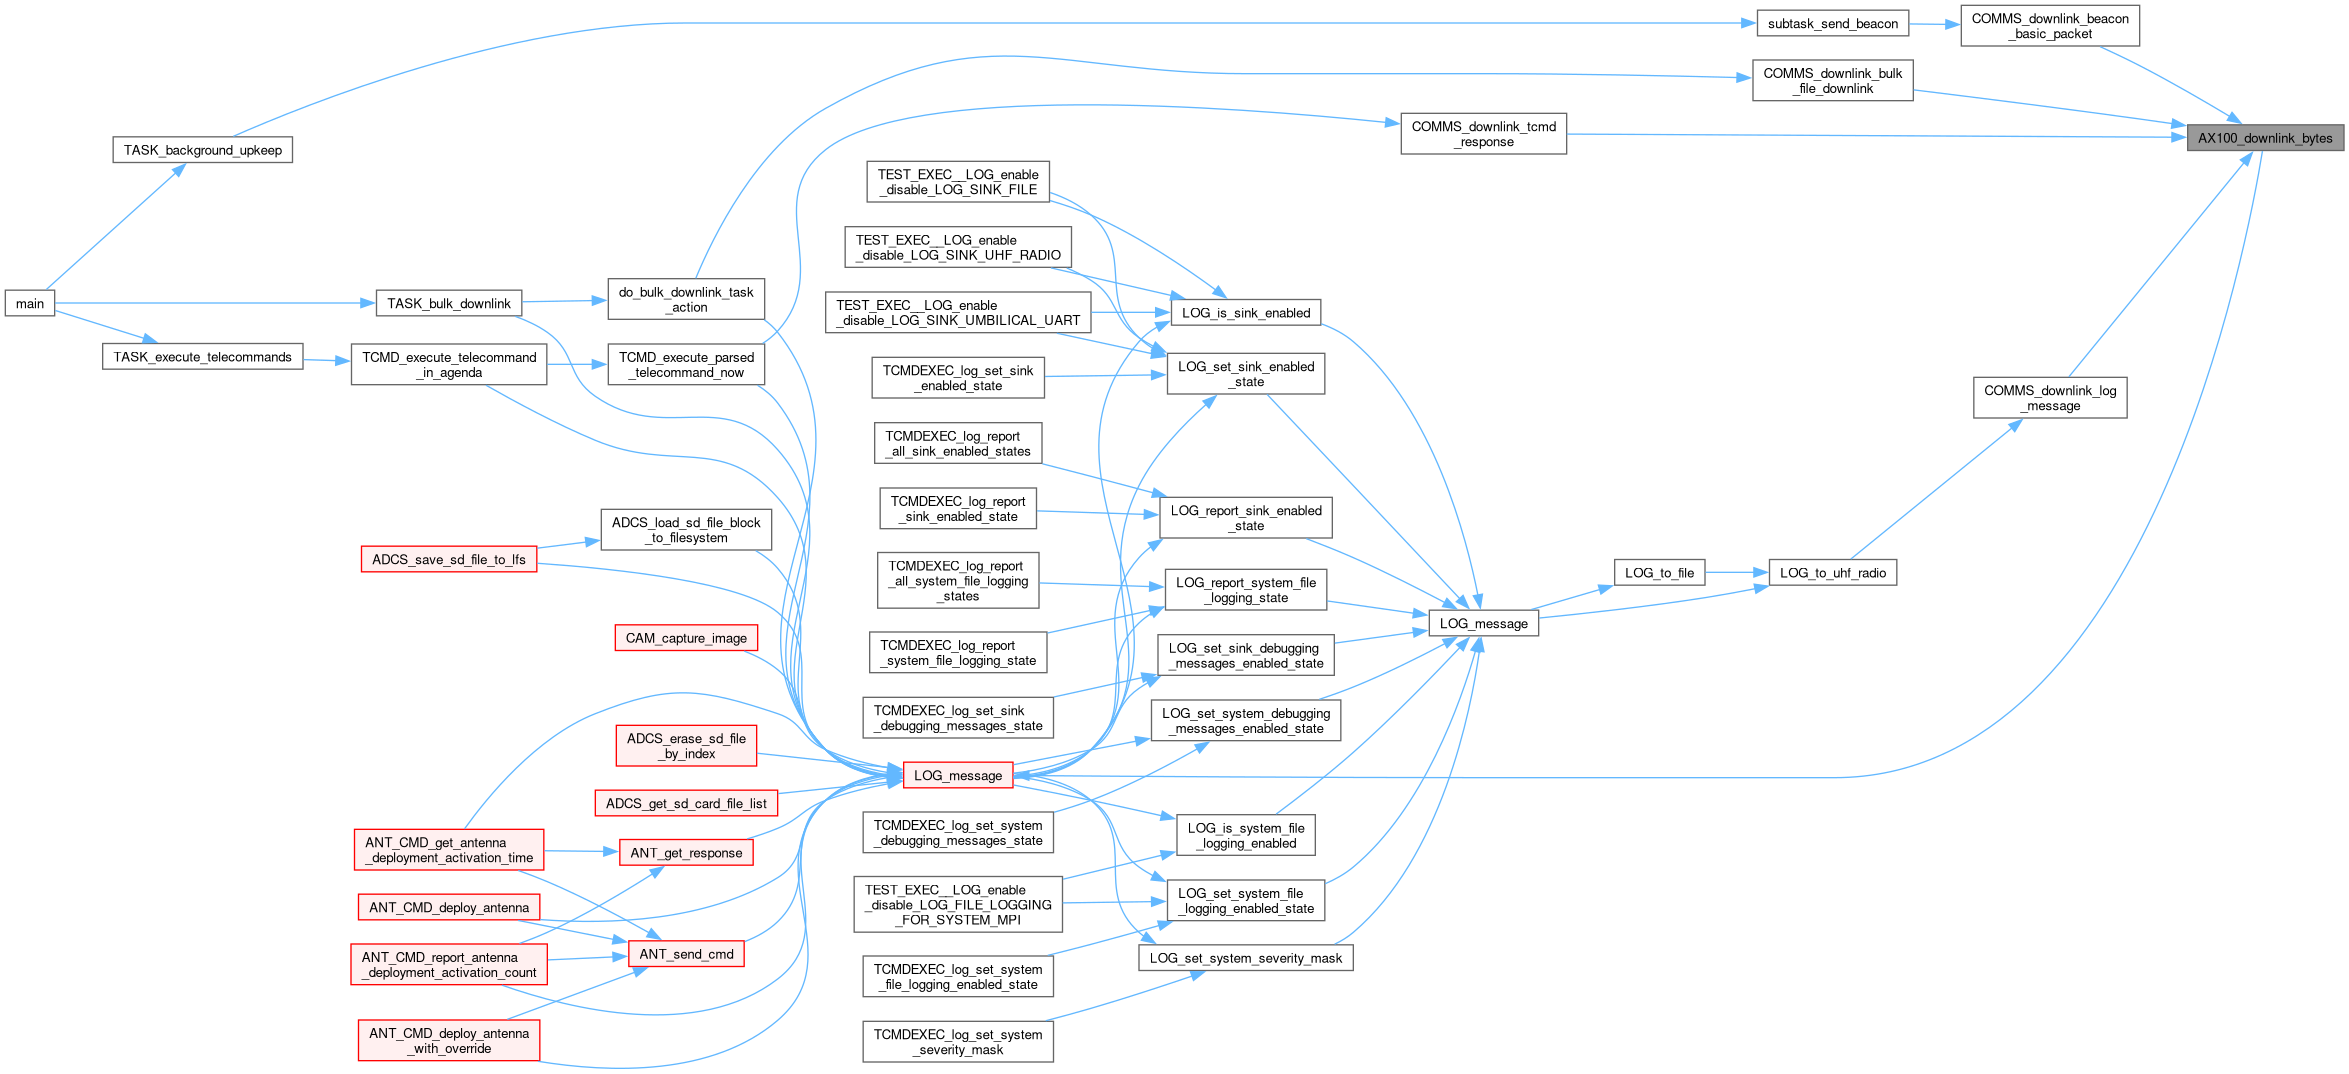 subtask_send_beacon
COMMS_downlink_beacon
_basic_packet
COMMS_downlink_bulk
_file_downlink
COMMS_downlink_tcmd
_response
AX100_downlink_bytes
TASK_background_upkeep
TEST_EXEC__LOG_enable
_disable_LOG_SINK_FILE
TEST_EXEC__LOG_enable
_disable_LOG_SINK_UHF_RADIO
main
TASK_bulk_downlink
do_bulk_downlink_task
_action
TEST_EXEC__LOG_enable
_disable_LOG_SINK_UMBILICAL_UART
LOG_is_sink_enabled
TASK_execute_telecommands
TCMD_execute_telecommand
_in_agenda
TCMD_execute_parsed
_telecommand_now
TCMDEXEC_log_set_sink
_enabled_state
LOG_set_sink_enabled
_state
COMMS_downlink_log
_message
TCMDEXEC_log_report
_all_sink_enabled_states
TCMDEXEC_log_report
_sink_enabled_state
LOG_report_sink_enabled
_state
ADCS_load_sd_file_block
_to_filesystem
ADCS_save_sd_file_to_lfs
TCMDEXEC_log_report
_all_system_file_logging
_states
LOG_report_system_file
_logging_state
LOG_to_file
LOG_to_uhf_radio
LOG_message
CAM_capture_image
TCMDEXEC_log_report
_system_file_logging_state
LOG_set_sink_debugging
_messages_enabled_state
TCMDEXEC_log_set_sink
_debugging_messages_state
LOG_set_system_debugging
_messages_enabled_state
ADCS_erase_sd_file
_by_index
LOG_message
ADCS_get_sd_card_file_list
TCMDEXEC_log_set_system
_debugging_messages_state
LOG_is_system_file
_logging_enabled
ANT_CMD_get_antenna
_deployment_activation_time
ANT_get_response
ANT_CMD_deploy_antenna
TEST_EXEC__LOG_enable
_disable_LOG_FILE_LOGGING
_FOR_SYSTEM_MPI
LOG_set_system_file
_logging_enabled_state
ANT_CMD_report_antenna
_deployment_activation_count
ANT_send_cmd
LOG_set_system_severity_mask
TCMDEXEC_log_set_system
_file_logging_enabled_state
ANT_CMD_deploy_antenna
_with_override
TCMDEXEC_log_set_system
_severity_mask